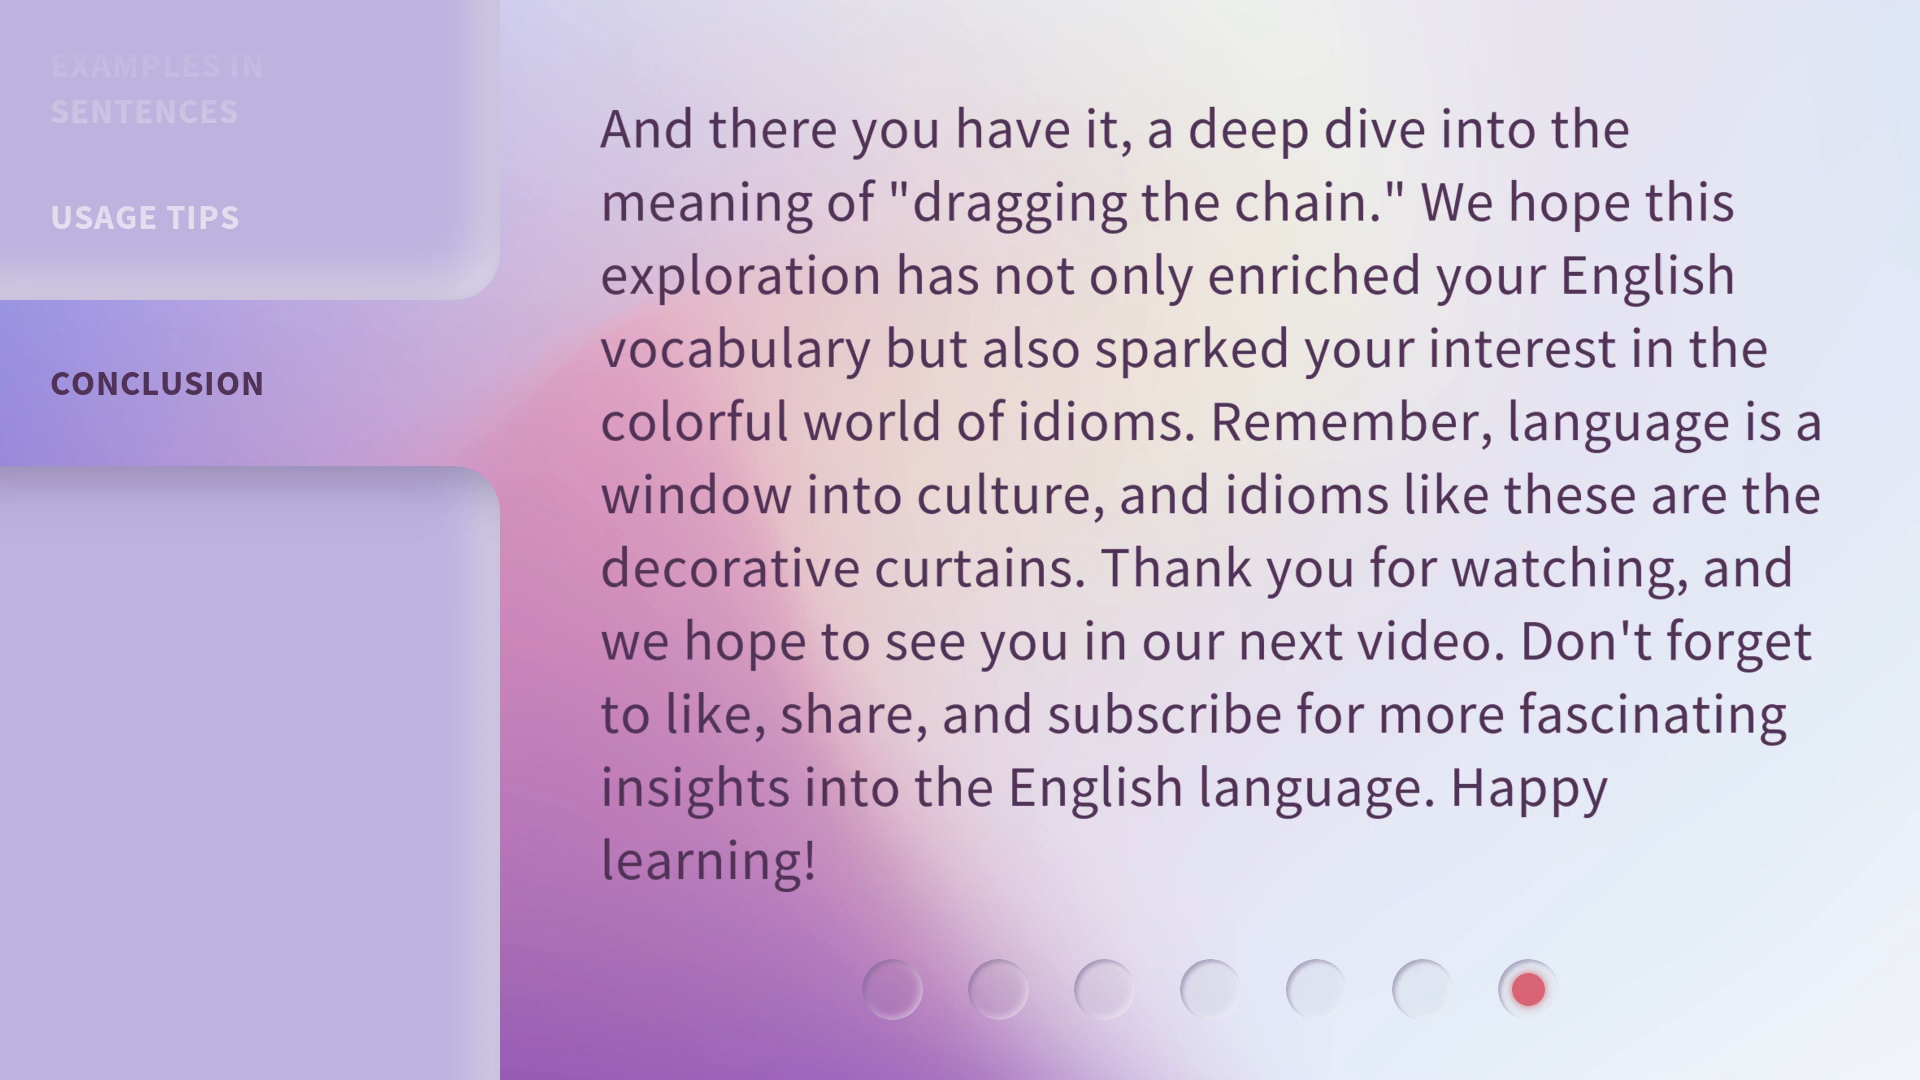 EXAMPLES IN
SENTENCES
USAGE TIPS
CONCLUSION
And there you have it, a deep dive into the
meaning of "dragging the chain." We hope this
exploration has not only enriched your English
vocabulary but also sparked your interest in the
colorful world of idioms. Remember, language is a
window into culture, and idioms like these are the
decorative curtains. Thank you for watching, and
we hope to see you in our next video. Don't forget
to like, share, and subscribe for more fascinating
insights into the English language. Happy
learning!